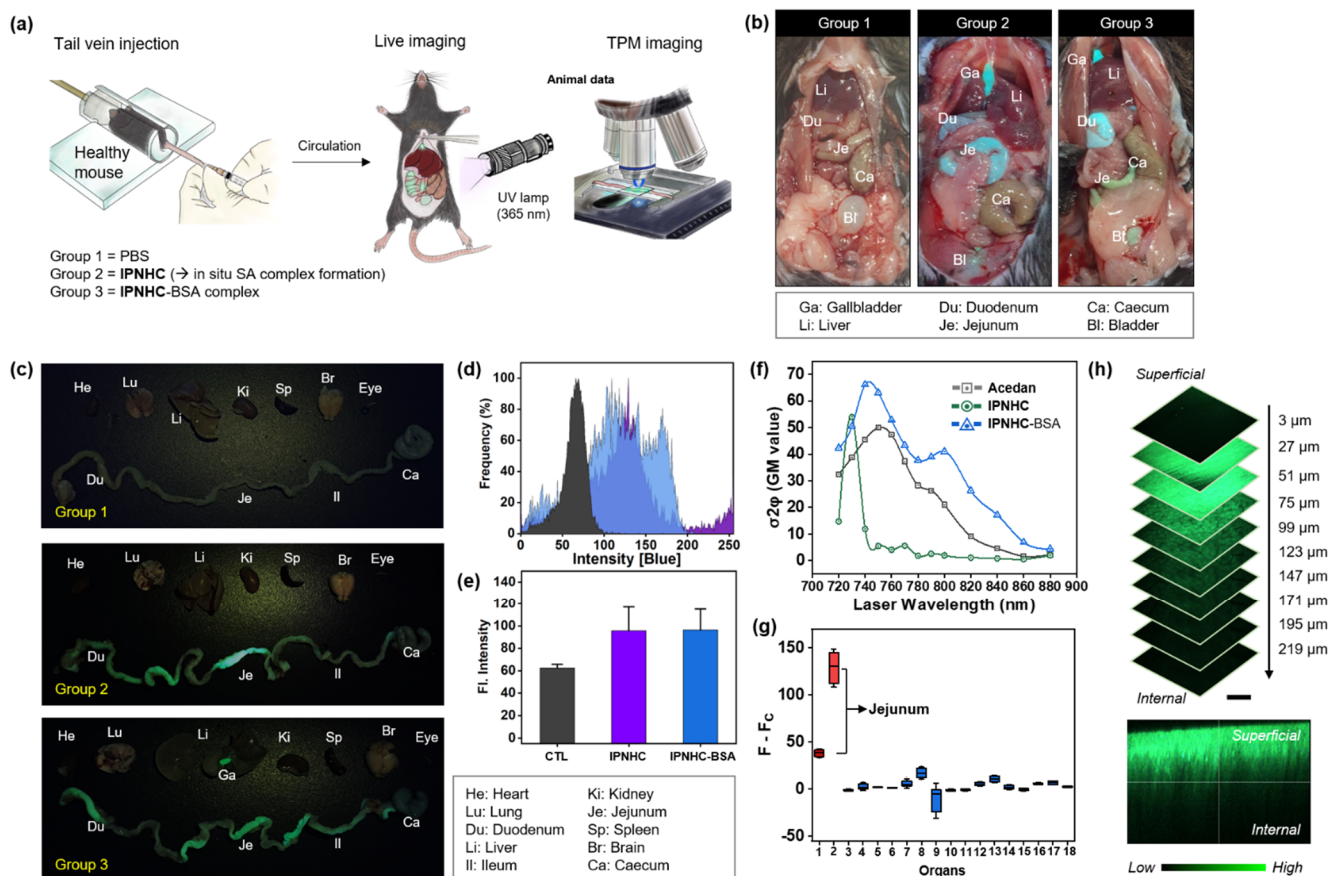 (a)
Tail vein injection
Live imaging
TPM imaging
Animal data
Healthy
mouse
Circulation
UV lamp
(365 nm)
Group 1 = PBS
Group 2 = IPNHC (→ in situ SA complex formation)
Group 3 = IPNHC-BSA complex
(b)
Group 1
Group 2
Group 3
Li
Du
Je
Ca
Bl
Ga
Li
Du
Je
Ca
Bl
Ga
Li
Du
Ca
Je
Bl
Ga: Gallbladder
Du: Duodenum
Ca: Caecum
Li: Liver
Je: Jejunum
Bl: Bladder
(c)
He
Lu
Li
Ki
Sp
Br
Eye
Du
Je
Il
Ca
Group 1
He
Lu
Li
Ki
Sp
Br
Eye
Du
Je
Il
Ca
Group 2
He
Lu
Li
Ga
Ki
Sp
Br
Eye
Du
Je
Il
Ca
Group 3
(d)
Frequency (%)
100
80
60
40
20
0
0 50 100 150 200 250
Intensity [Blue]
(e)
Fl. Intensity
140
120
100
80
60
40
20
0
CTL IPNHC IPNHC-BSA
He: Heart
Ki: Kidney
Lu: Lung
Je: Jejunum
Du: Duodenum
Sp: Spleen
Li: Liver
Br: Brain
Il: Ileum
Ca: Caecum
(f)
σ2φ (GM value)
70
60
50
40
30
20
10
0
Acedan
IPNHC
IPNHC-BSA
700 720 740 760 780 800 820 840 860 880 900
Laser Wavelength (nm)
(g)
F - Fc
150
100
50
0
-50
Jejunum
1 2 3 4 5 6 7 8 9 10 11 12 13 14 15 16 17 18
Organs
(h)
Superficial
3 µm
27 µm
51 µm
75 µm
99 µm
123 µm
147 µm
171 µm
195 µm
219 µm
Internal
Superficial
Internal
Low
High